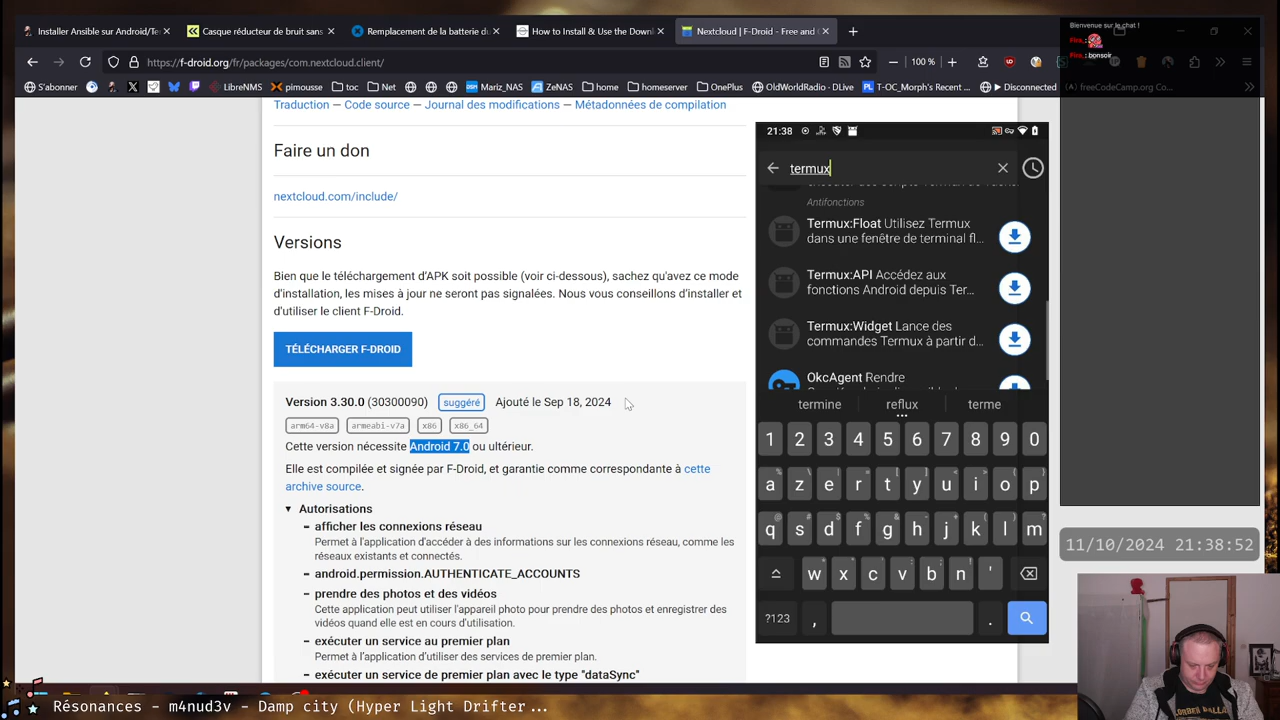 Installer Ansible sur Android/Te
Casque réducteur de bruit sans
Remplacement de la batterie du
How to Install & Use the Downl
Nextcloud | F-Droid - Free and
https://f-droid.org/fr/packages/com.nextcloud.client/
100 %
S'abonner
LibreNMS
pimousse
toc
Net
Mariz_NAS
ZeNAS
home
homeserver
OnePlus
OldWorldRadio - DLive
T-OC_Morph's Recent ...
Disconnected
(A) freeCodeCamp.org Co...
Bienvenue sur le chat !
bonsoir
Traduction — Code source — Journal des modifications — Métadonnées de compilation
Faire un don
nextcloud.com/include/
Versions
Bien que le téléchargement d'APK soit possible (voir ci-dessous), sachez qu'avez ce mode
d'installation, les mises à jour ne seront pas signalées. Nous vous conseillons d'installer et
d'utiliser le client F-Droid.
TÉLÉCHARGER F-DROID
Version 3.30.0 (30300090) suggéré Ajouté le Sep 18, 2024
arm64-v8a armeabi-v7a x86 x86_64
Cette version nécessite Android 7.0 ou ultérieur.
Elle est compilée et signée par F-Droid, et garantie comme correspondante à cette
archive source.
Autorisations
afficher les connexions réseau
Permet à l'application d'accéder à des informations sur les connexions réseau, comme les
réseaux existants et connectés.
android.permission.AUTHENTICATE_ACCOUNTS
prendre des photos et des vidéos
Cette application peut utiliser l'appareil photo pour prendre des photos et enregistrer des
vidéos quand elle est en cours d'utilisation.
exécuter un service au premier plan
Permet à l'application d'utiliser des services de premier plan.
exécuter un service de premier plan avec le type "dataSync"
21:38
termux
Antifonctions
Termux:Float Utilisez Termux
dans une fenêtre de terminal fl...
Termux:API Accédez aux
fonctions Android depuis Ter...
Termux:Widget Lance des
commandes Termux à partir d...
OkcAgent Rendre
termine reflux terme
1 2 3 4 5 6 7 8 9 0
a z e r t y u i o p
q s d f g h j k l m
w x c v b n '
?123 , .
11/10/2024 21:38:52
Résonances - m4nud3v - Damp city (Hyper Light Drifter...